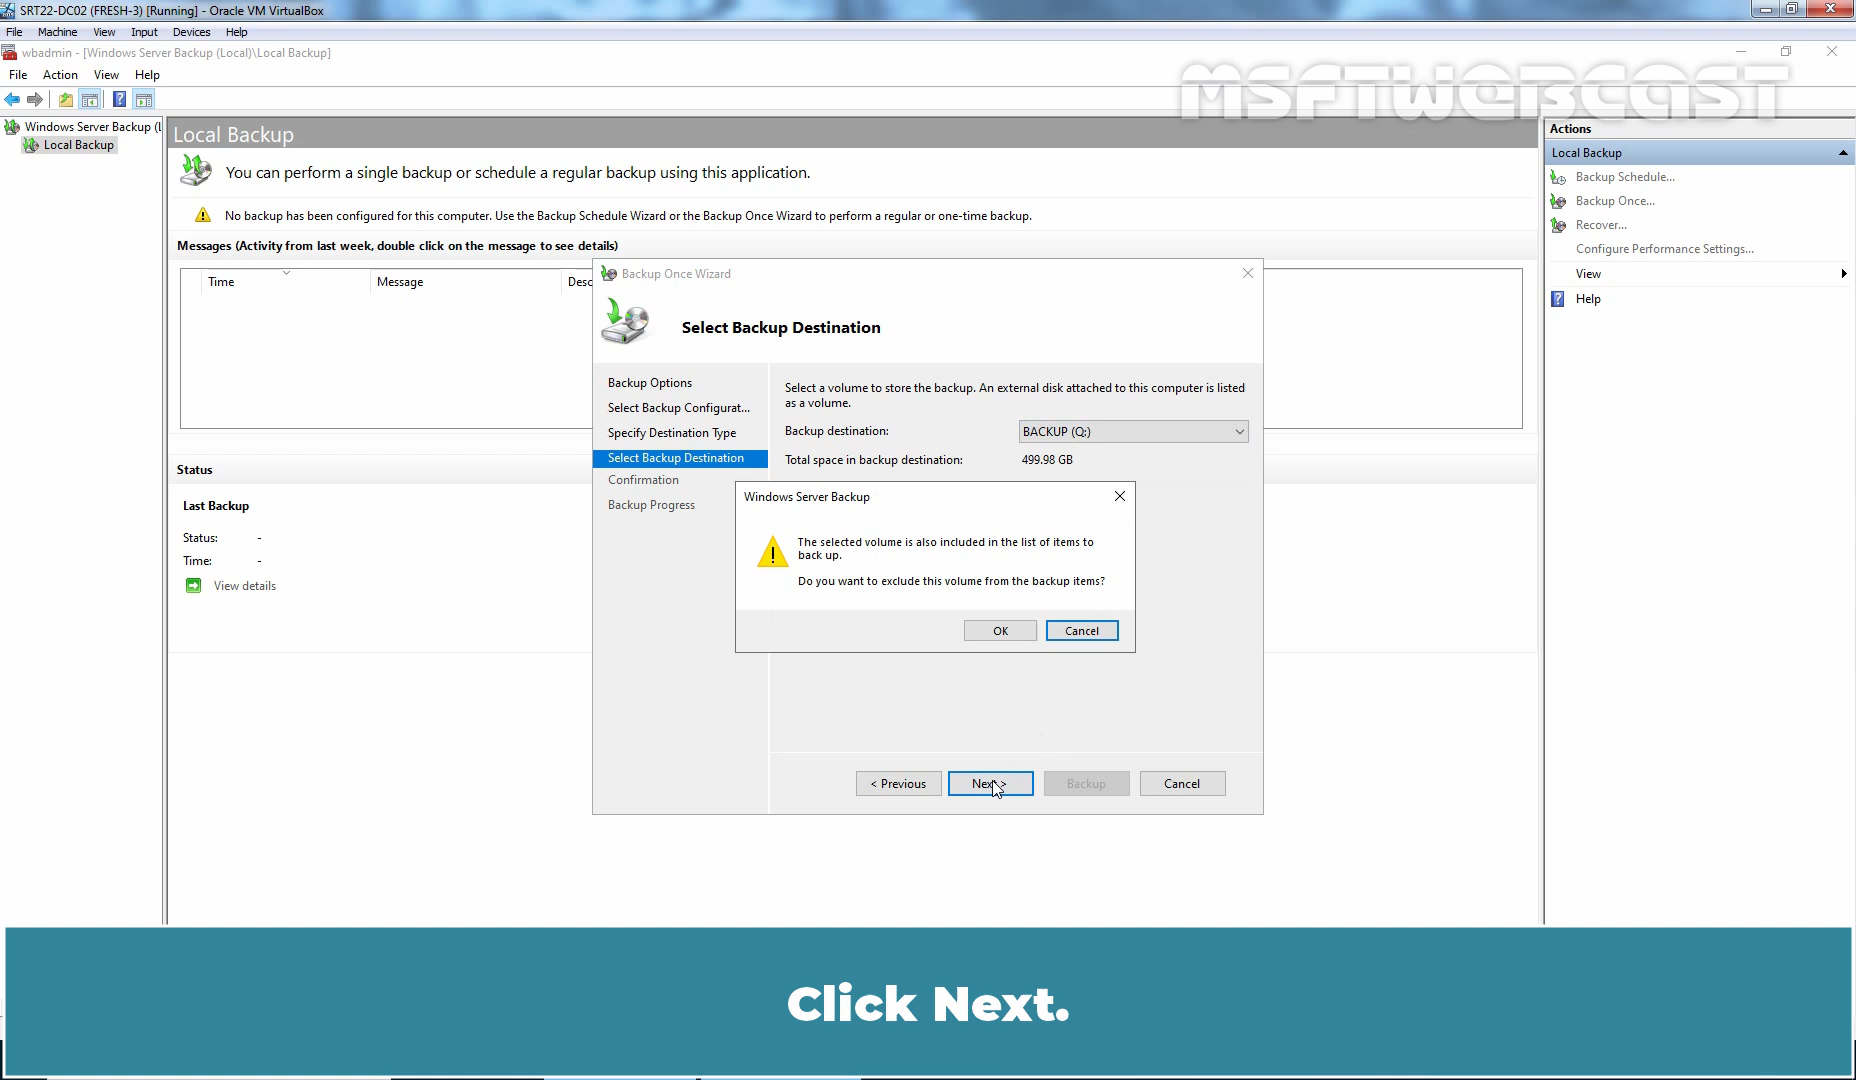 SRT22-DC02 (FRESH-3) [Running] - Oracle VM VirtualBox
File Machine View Input Devices Help
wbadmin - [Windows Server Backup (Local)\Local Backup]
File Action View Help
MSFTWEBCAST
Windows Server Backup (L
Local Backup
Local Backup
You can perform a single backup or schedule a regular backup using this application.
No backup has been configured for this computer. Use the Backup Schedule Wizard or the Backup Once Wizard to perform a regular or one-time backup.
Messages (Activity from last week, double click on the message to see details)
Time Message Desc
Status
Last Backup
Status: -
Time: -
View details
Backup Once Wizard
Select Backup Destination
Backup Options
Select Backup Configurat...
Specify Destination Type
Select Backup Destination
Confirmation
Backup Progress
Select a volume to store the backup. An external disk attached to this computer is listed
as a volume.
Backup destination: BACKUP (Q:)
Total space in backup destination: 499.98 GB
Windows Server Backup
The selected volume is also included in the list of items to
back up.
Do you want to exclude this volume from the backup items?
OK Cancel
< Previous Next > Backup Cancel
Actions
Local Backup
Backup Schedule...
Backup Once...
Recover...
Configure Performance Settings...
View
Help
Click Next.